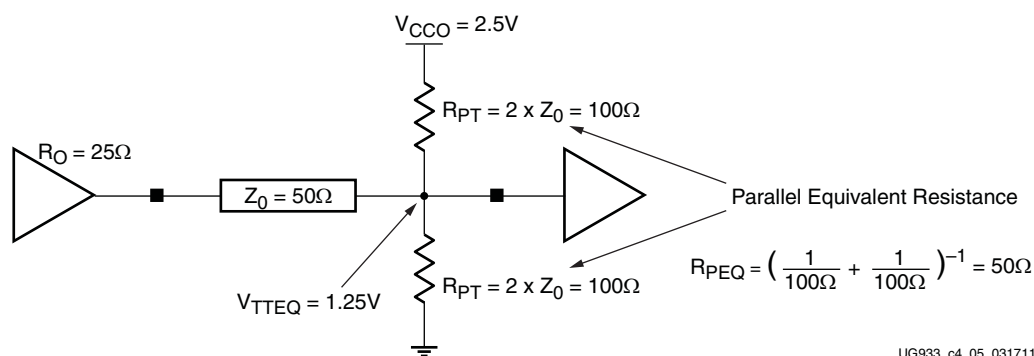 V_CCO = 2.5V
R_PT = 2 x Z_0 = 100Ω
R_O = 25Ω
Z_0 = 50Ω
Parallel Equivalent Resistance
R_PEQ = ( 1/100Ω + 1/100Ω )^–1 = 50Ω
V_TTEQ = 1.25V
R_PT = 2 x Z_0 = 100Ω
UG933_c4_05_031711